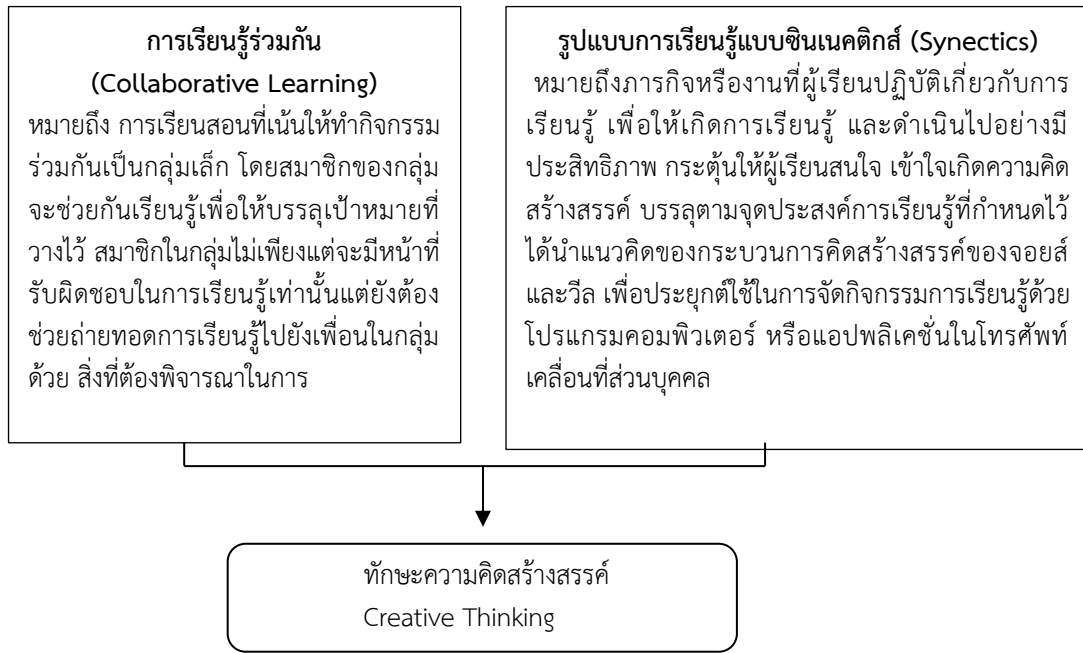 การเรียนรู้ร่วมกัน
(Collaborative Learning)
หมายถึง การเรียนสอนที่เน้นให้ทำกิจกรรม
ร่วมกันเป็นกลุ่มเล็ก โดยสมาชิกของกลุ่ม
จะช่วยกันเรียนรู้เพื่อให้บรรลุเป้าหมายที่
วางไว้ สมาชิกในกลุ่มไม่เพียงแต่จะมีหน้าที่
รับผิดชอบในการเรียนรู้เท่านั้นแต่ยังต้อง
ช่วยถ่ายทอดการเรียนรู้ไปยังเพื่อนในกลุ่ม
ด้วย สิ่งที่ต้องพิจารณาในการ
รูปแบบการเรียนรู้แบบซินเนคติกส์ (Synectics)
หมายถึงภารกิจหรืองานที่ผู้เรียนปฏิบัติเกี่ยวกับการ
เรียนรู้ เพื่อให้เกิดการเรียนรู้ และดำเนินไปอย่างมี
ประสิทธิภาพ กระตุ้นให้ผู้เรียนสนใจ เข้าใจเกิดความคิด
สร้างสรรค์ บรรลุตามจุดประสงค์การเรียนรู้ที่กำหนดไว้
ได้นำแนวคิดของกระบวนการคิดสร้างสรรค์ของจอยส์
และวีล เพื่อประยุกต์ใช้ในการจัดกิจกรรมการเรียนรู้ด้วย
โปรแกรมคอมพิวเตอร์ หรือแอปพลิเคชั่นในโทรศัพท์
เคลื่อนที่ส่วนบุคคล
ทักษะความคิดสร้างสรรค์
Creative Thinking